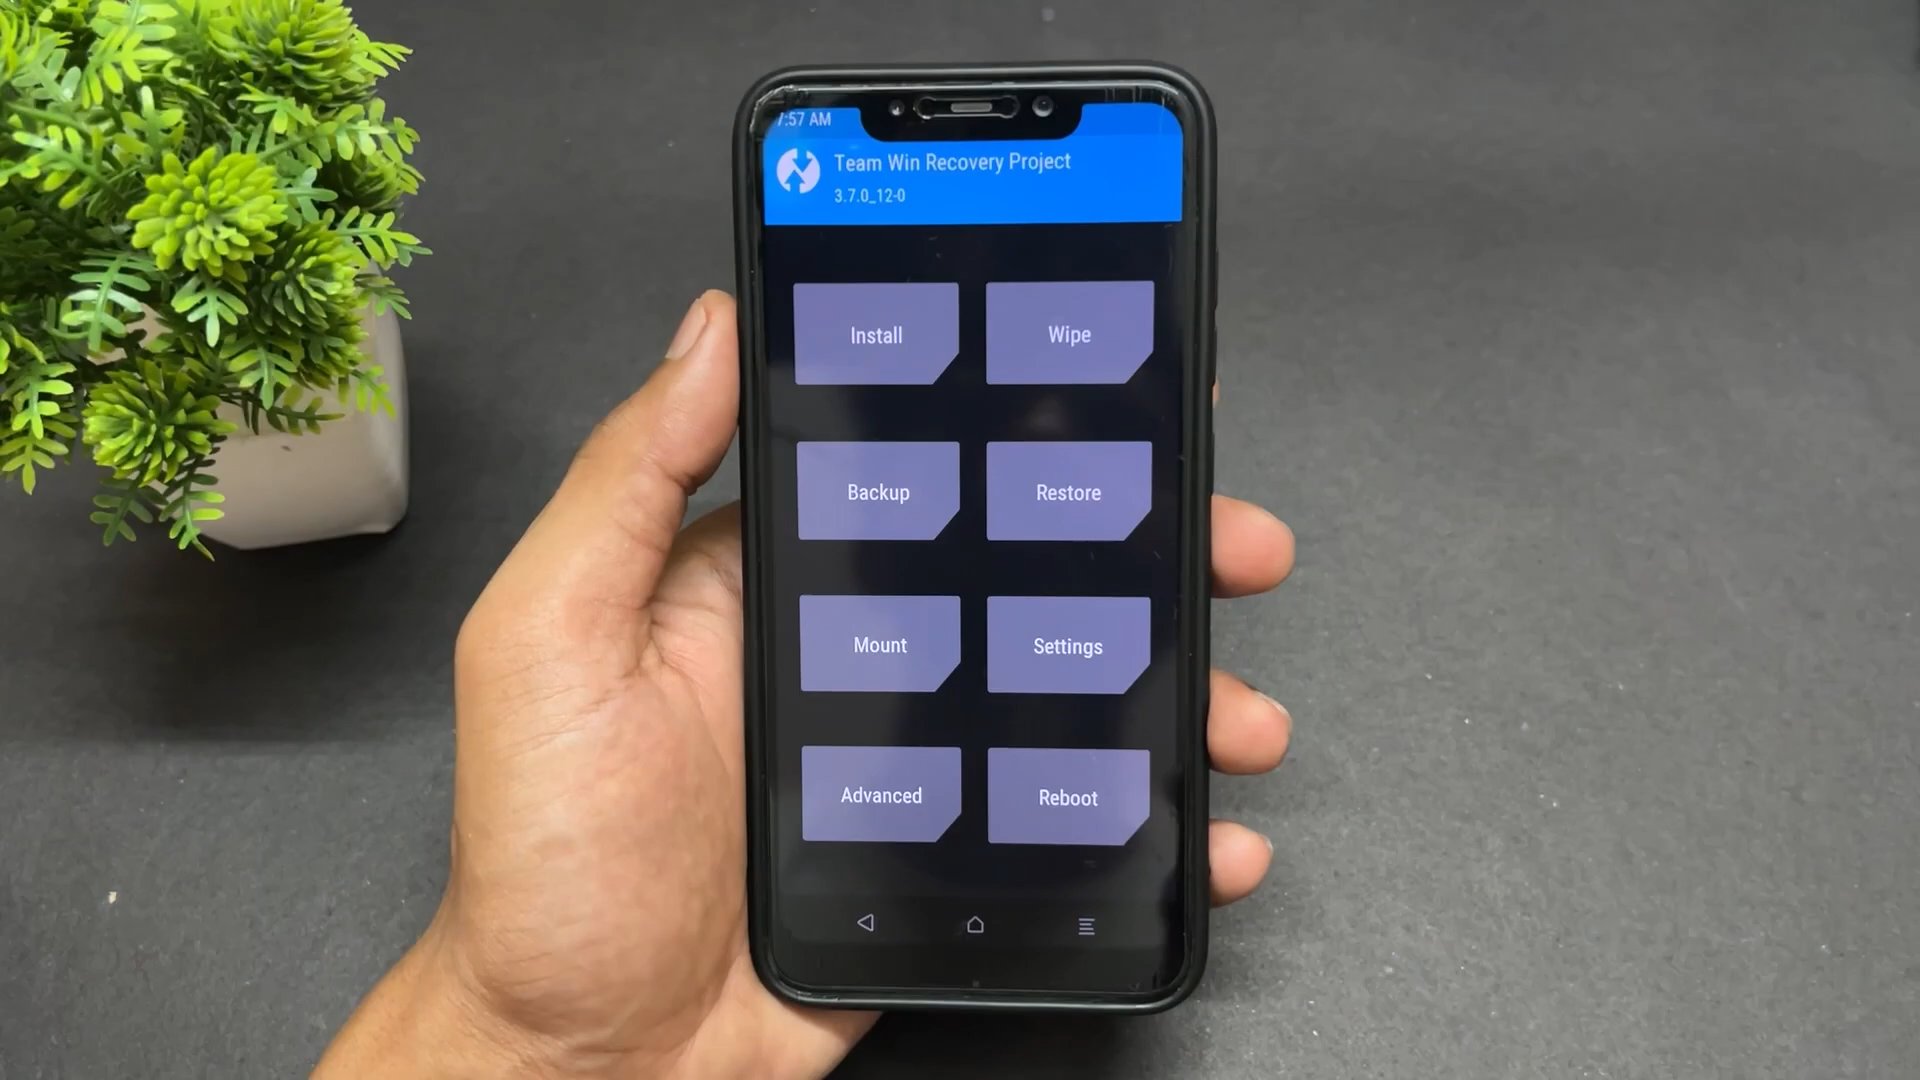 7:57 AM
Team Win Recovery Project
3.7.0_12-0
Install
Wipe
Backup
Restore
Mount
Settings
Advanced
Reboot